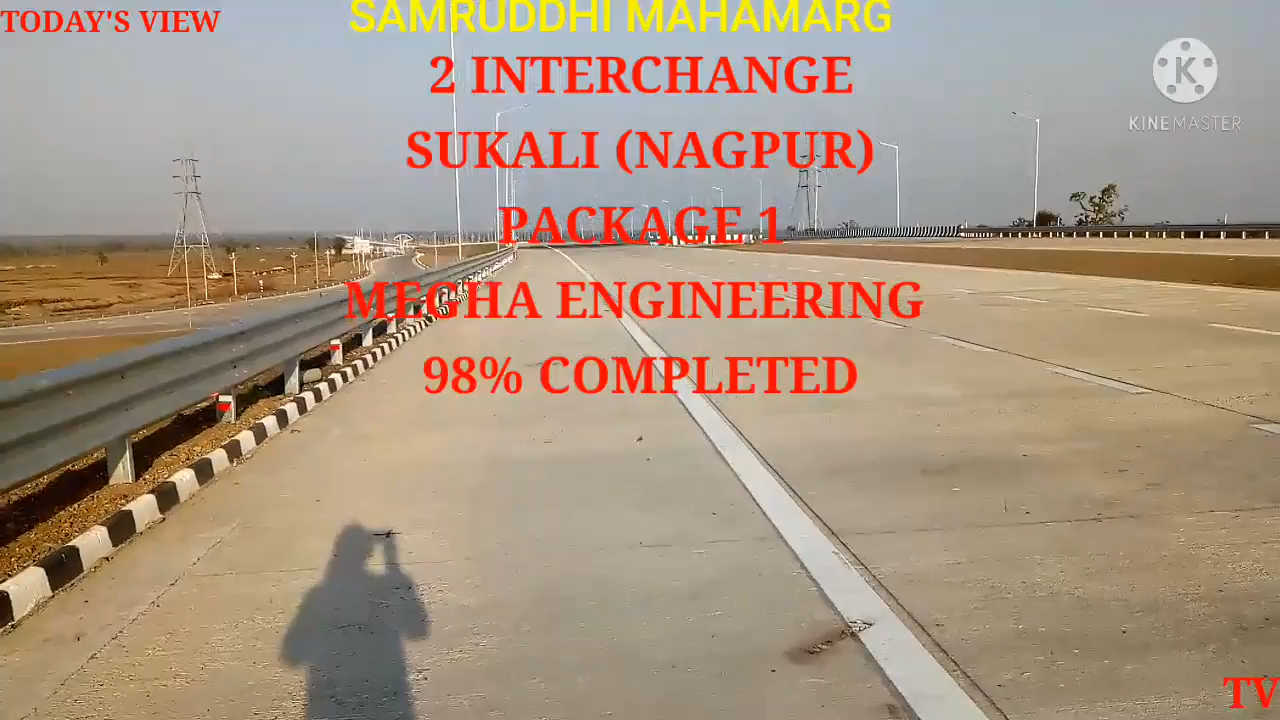 TODAY'S VIEW
SAMRUDDHI MAHAMARG
2 INTERCHANGE
SUKALI (NAGPUR)
PACKAGE 1
MEGHA ENGINEERING
98% COMPLETED
K
KINEMASTER
TV